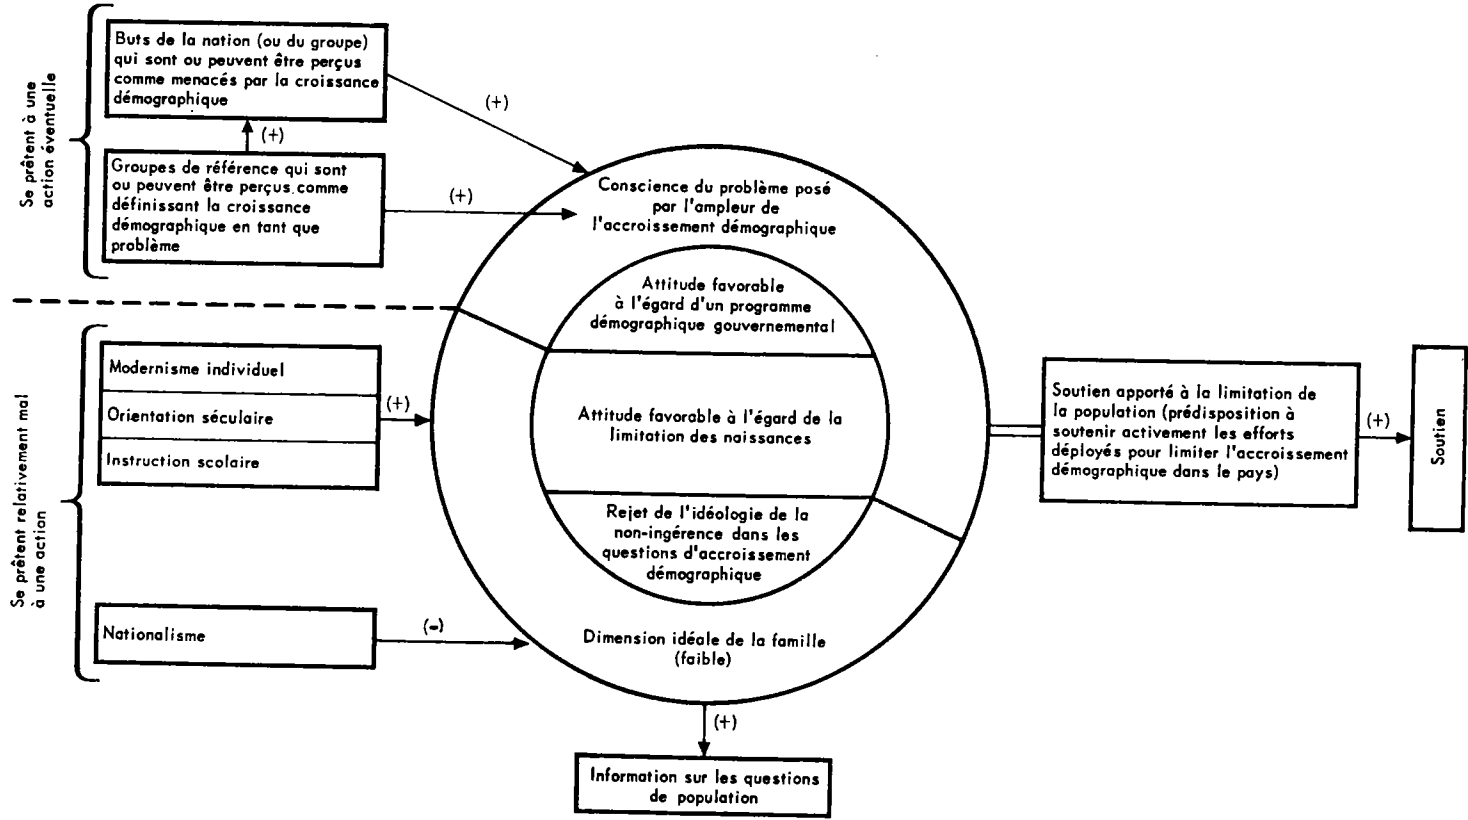 Se prêtent à une
action éventuelle
Buts de la nation (ou du groupe)
qui sont ou peuvent être perçus
comme menacés par la croissance
démographique
(+)
(+)
Groupes de référence qui sont
ou peuvent être perçus comme
définissant la croissance
démographique en tant que
problème
(+)
Conscience du problème posé
par l'ampleur de
l'accroissement démographique
Attitude favorable
à l'égard d'un programme
démographique gouvernemental
Se prêtent relativement mal
à une action
Modernisme individuel
Orientation séculaire
Instruction scolaire
(+)
Attitude favorable à l'égard de la
limitation des naissances
Rejet de l'idéologie de la
non-ingérence dans les
questions d'accroissement
démographique
Nationalisme
(-)
Dimension idéale de la famille
(faible)
Soutien apporté à la limitation de
la population (prédisposition à
soutenir activement les efforts
déployés pour limiter l'accroissement
démographique dans le pays)
(+)
Soutien
(+)
Information sur les questions
de population